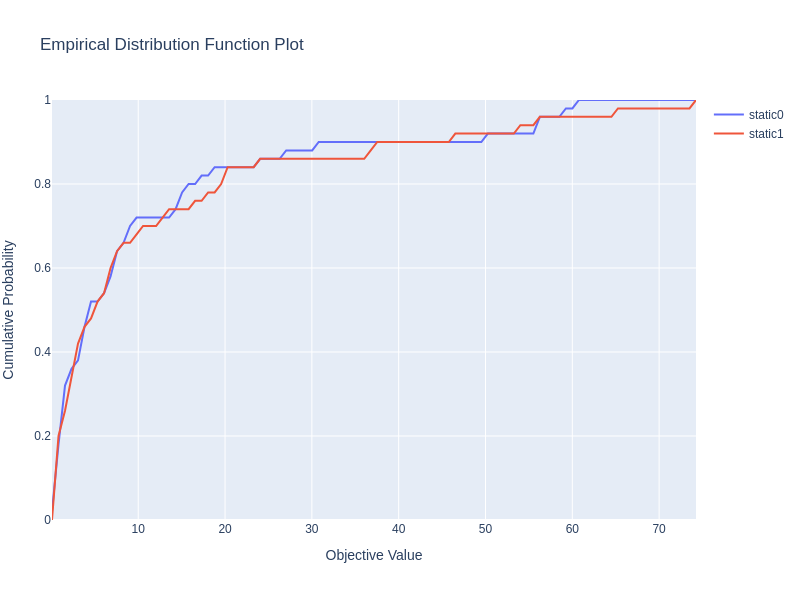 Empirical Distribution Function Plot
static0
static1
1
0.8
0.6
0.4
0.2
0
Cumulative Probability
10
20
30
40
50
60
70
Objective Value